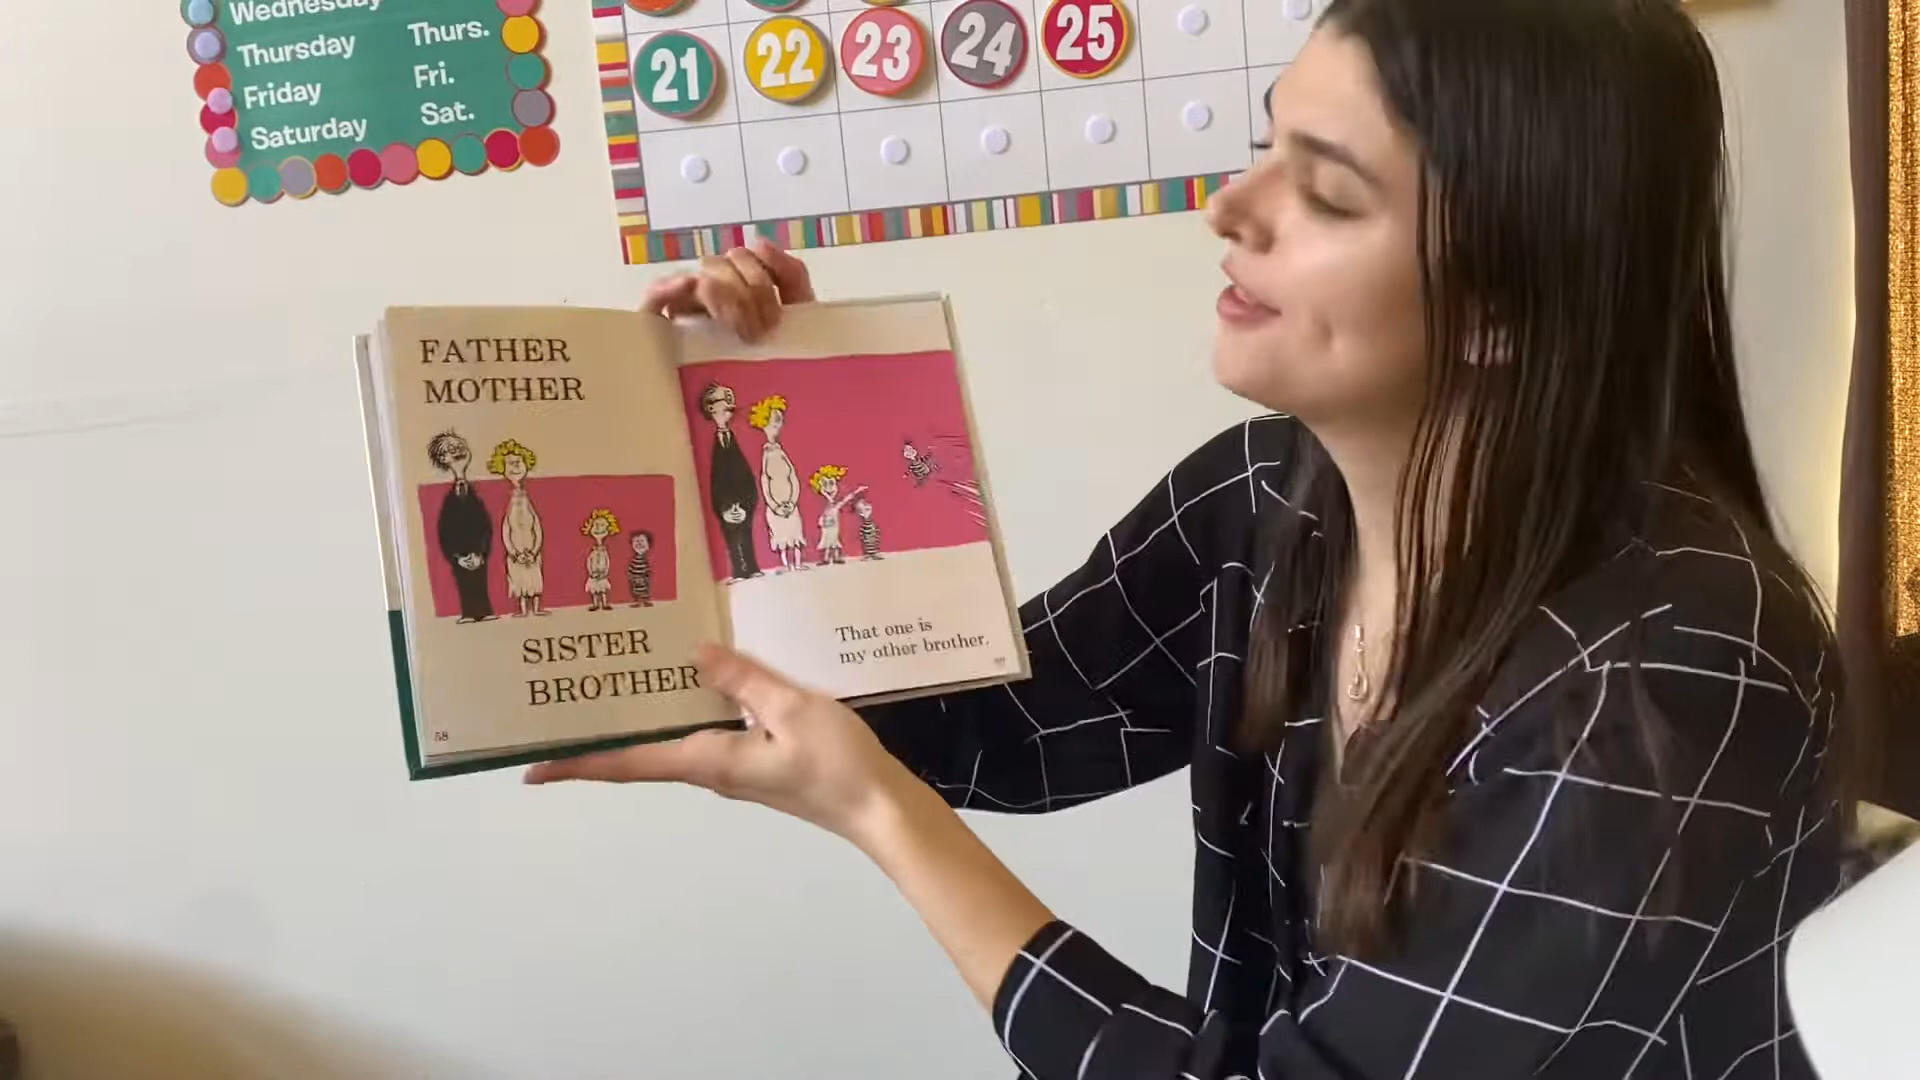 Wednesday
Thursday Thurs.
Friday Fri.
Saturday Sat.
21 22 23 24 25
FATHER
MOTHER
SISTER
BROTHER
58
That one is
my other brother.